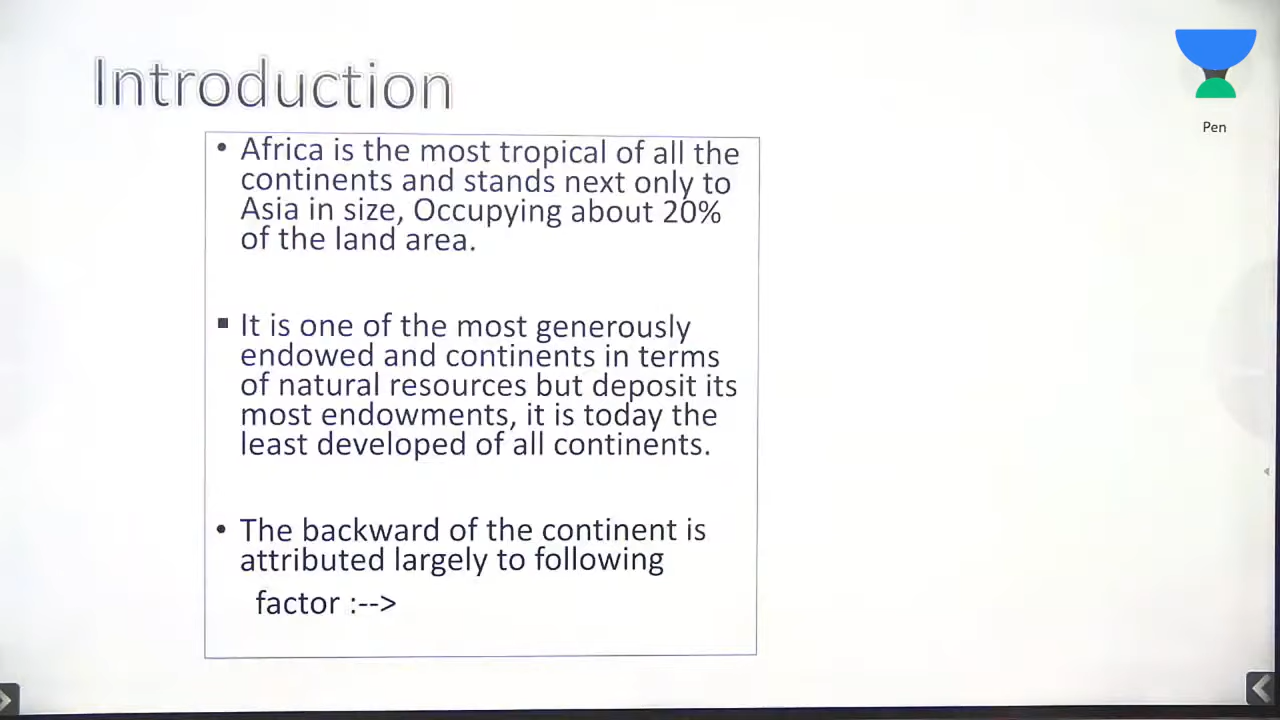 Introduction
• Africa is the most tropical of all the
continents and stands next only to
Asia in size, Occupying about 20%
of the land area.
▪ It is one of the most generously
endowed and continents in terms
of natural resources but deposit its
most endowments, it is today the
least developed of all continents.
• The backward of the continent is
attributed largely to following
factor :-->
Pen